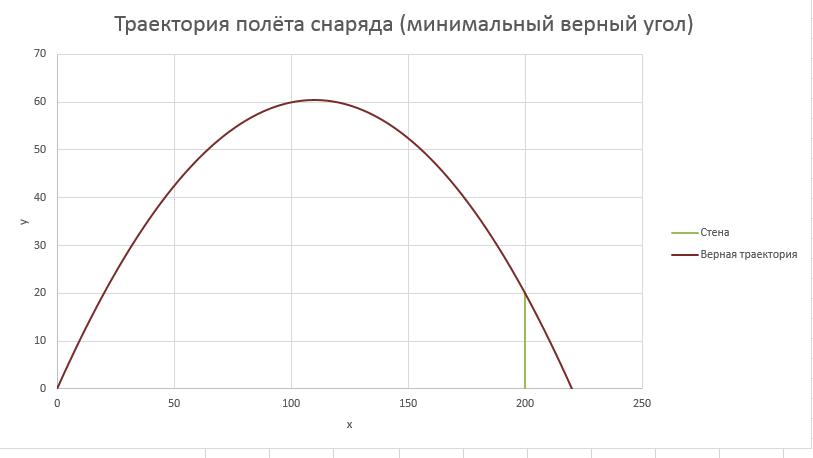 Траектория полёта снаряда (минимальный верный угол)
70
60
50
40
30
20
10
0
y
0 50 100 150 200 250
x
Стена
Верная траектория